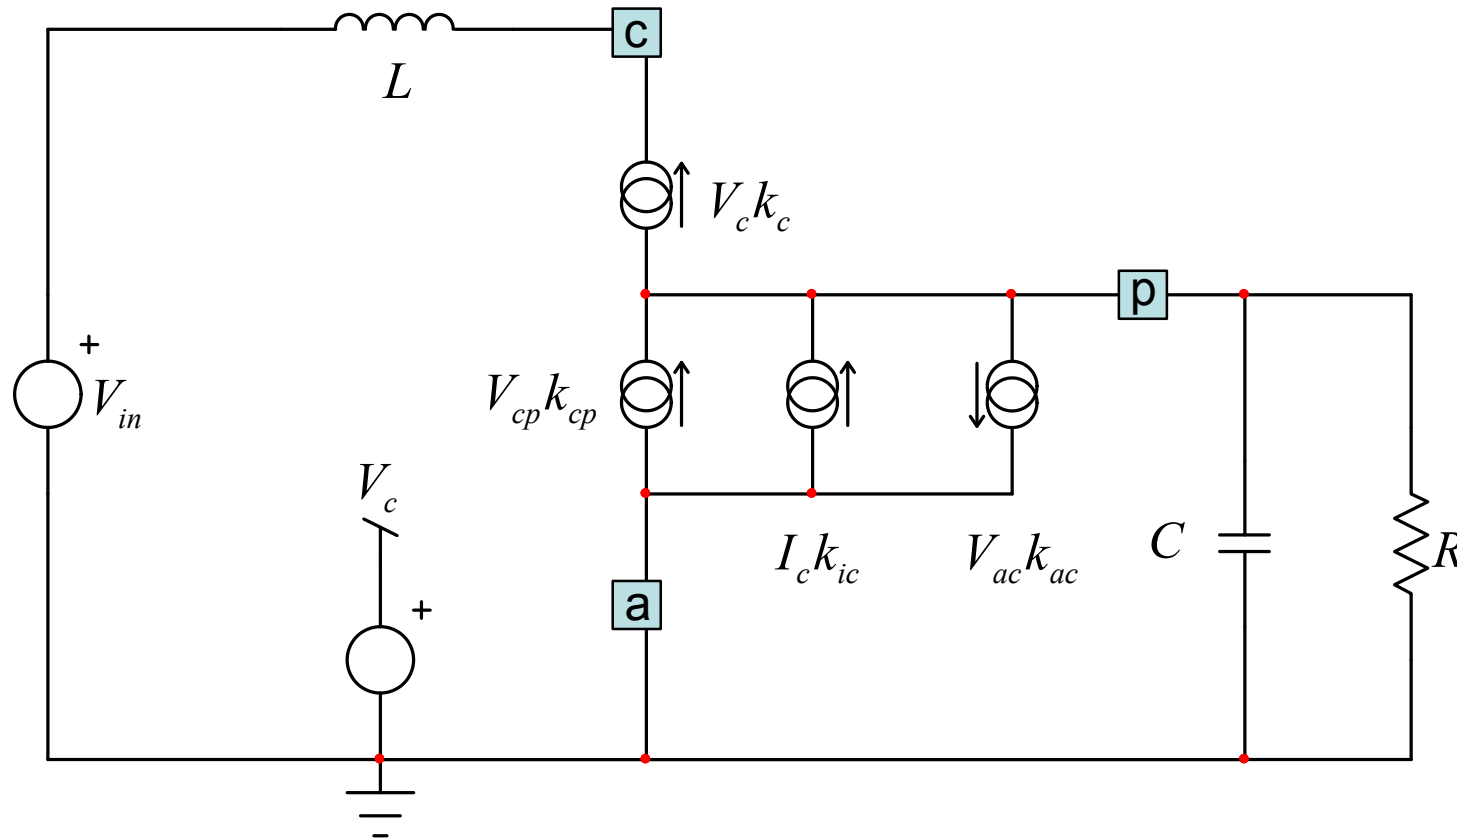 c
L
V_c k_c
p
+
V_in
V_cp k_cp
V_c
I_c k_ic
V_ac k_ac
C
R
a
+